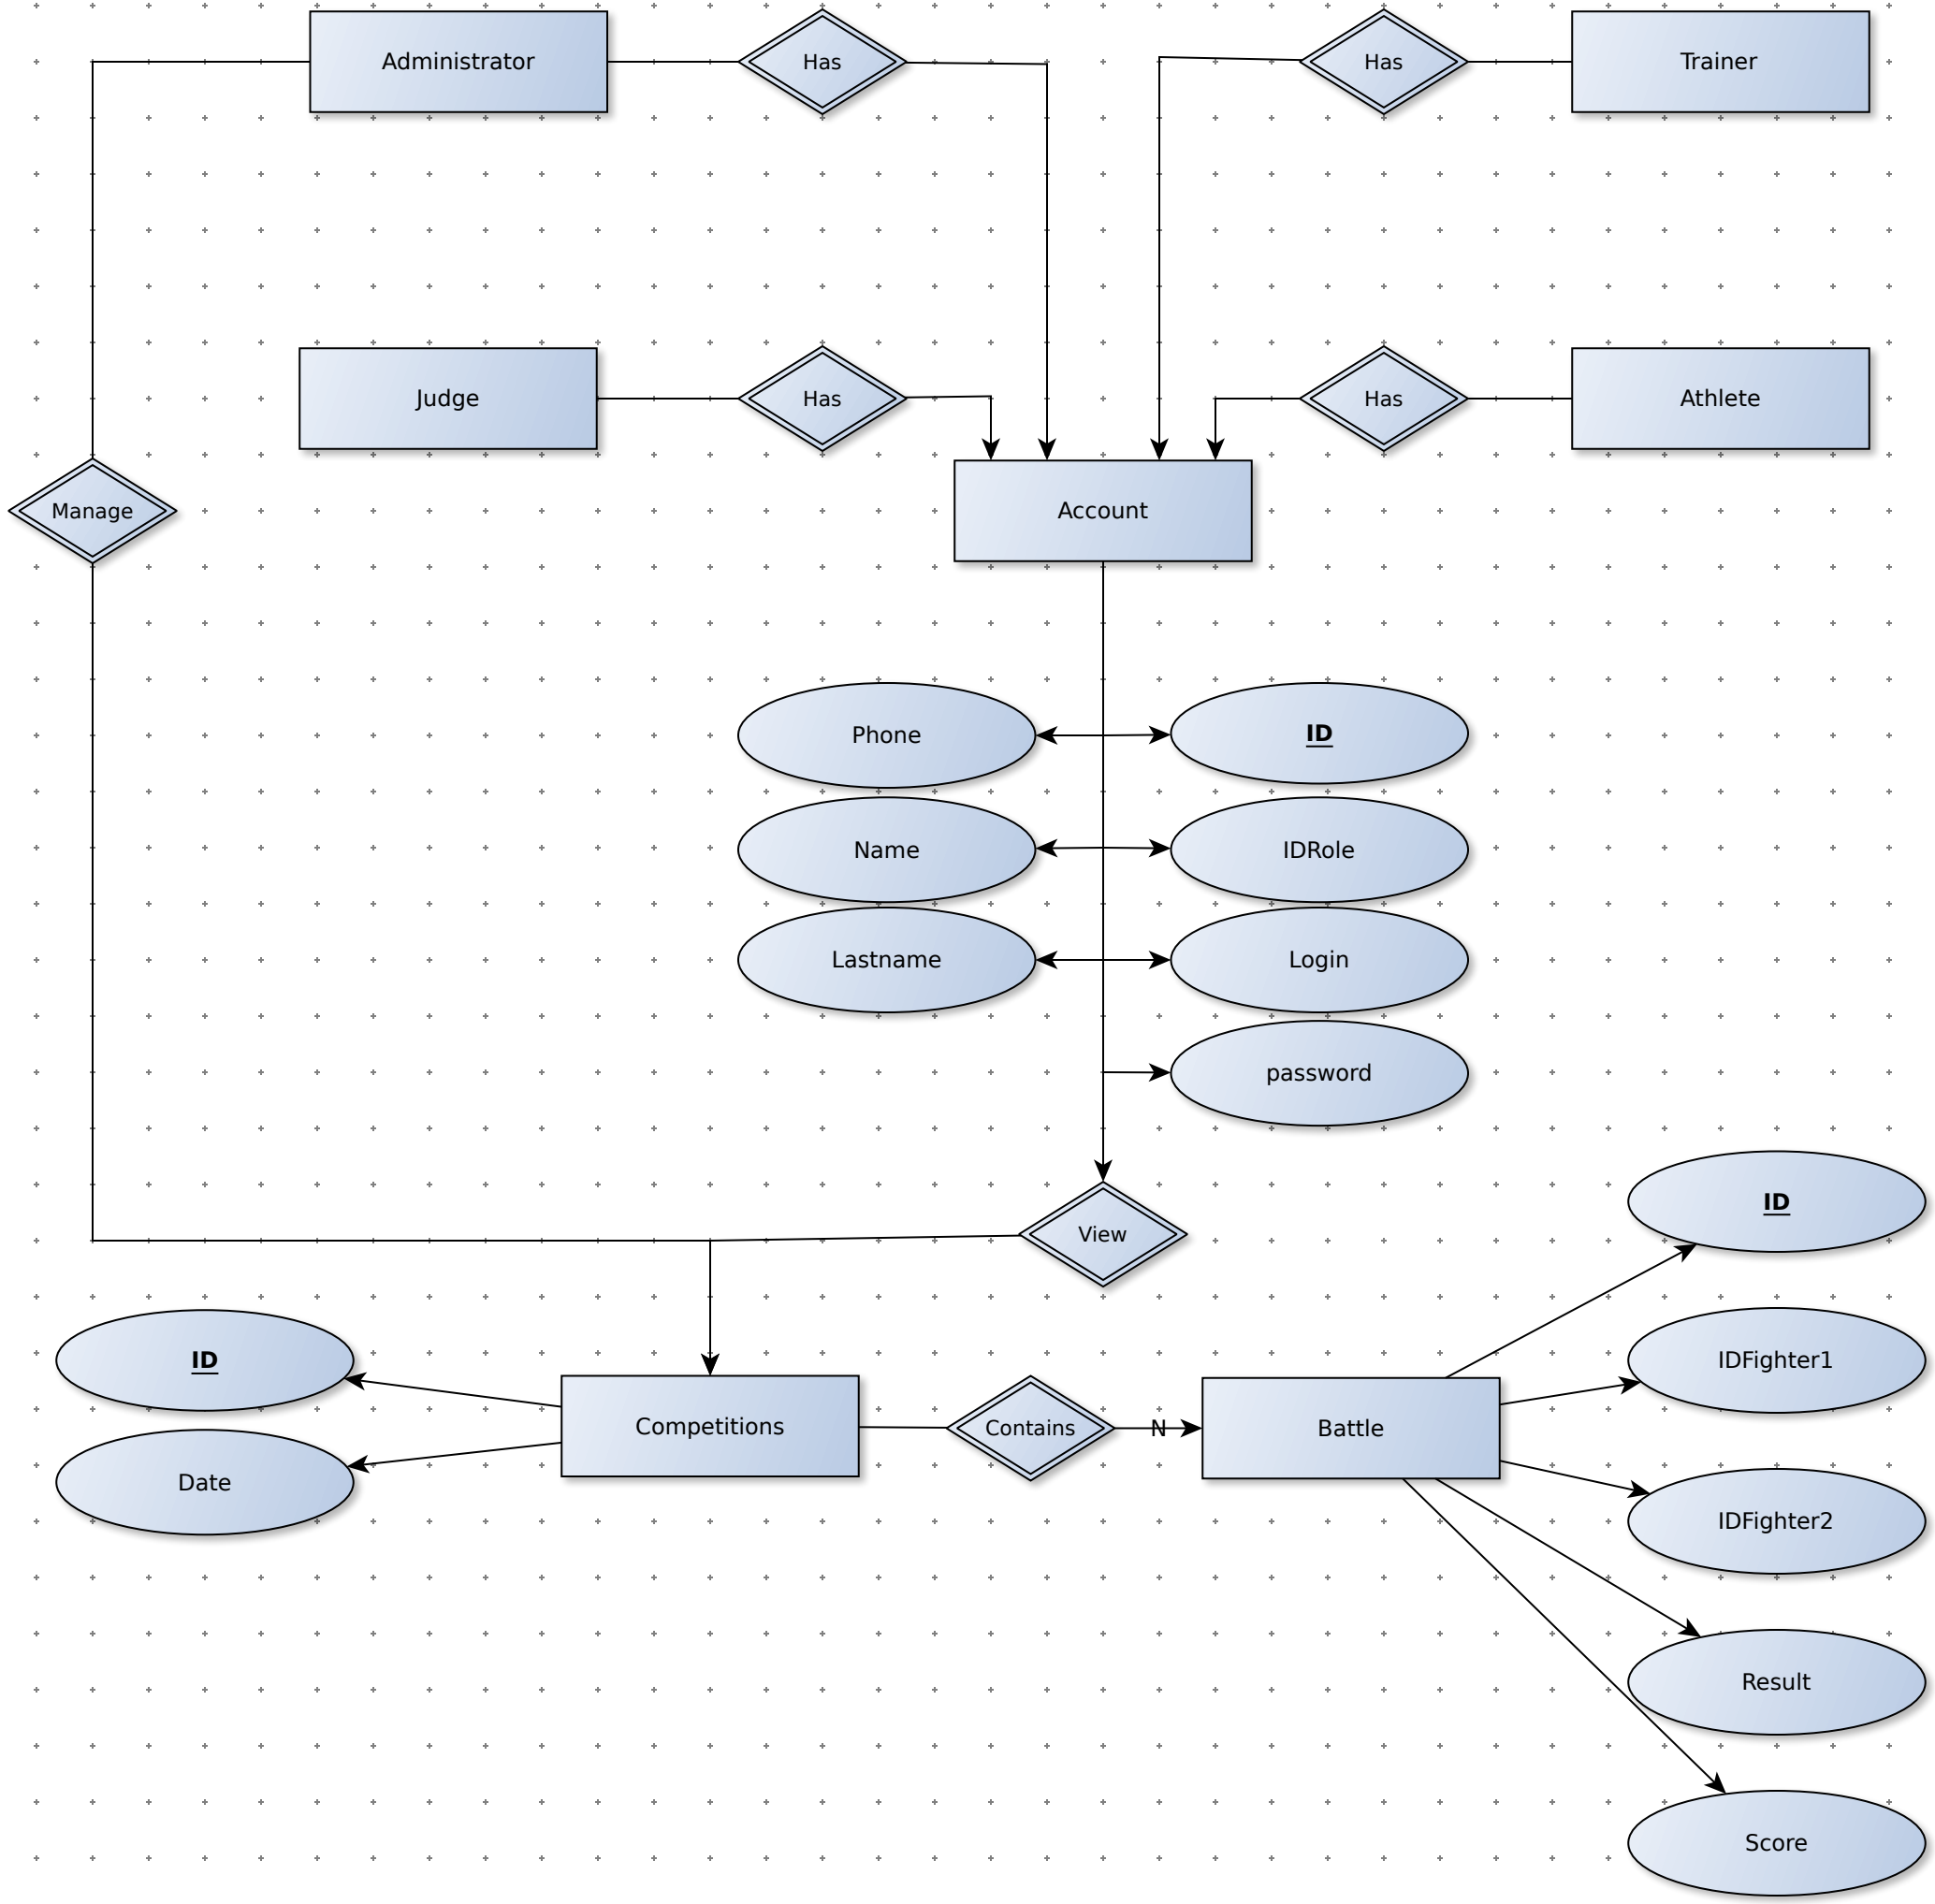 Administrator
Has
Has
Trainer
Judge
Has
Has
Athlete
Manage
Account
Phone
ID
Name
IDRole
Lastname
Login
password
View
ID
ID
IDFighter1
Competitions
Contains
N
Battle
Date
IDFighter2
Result
Score